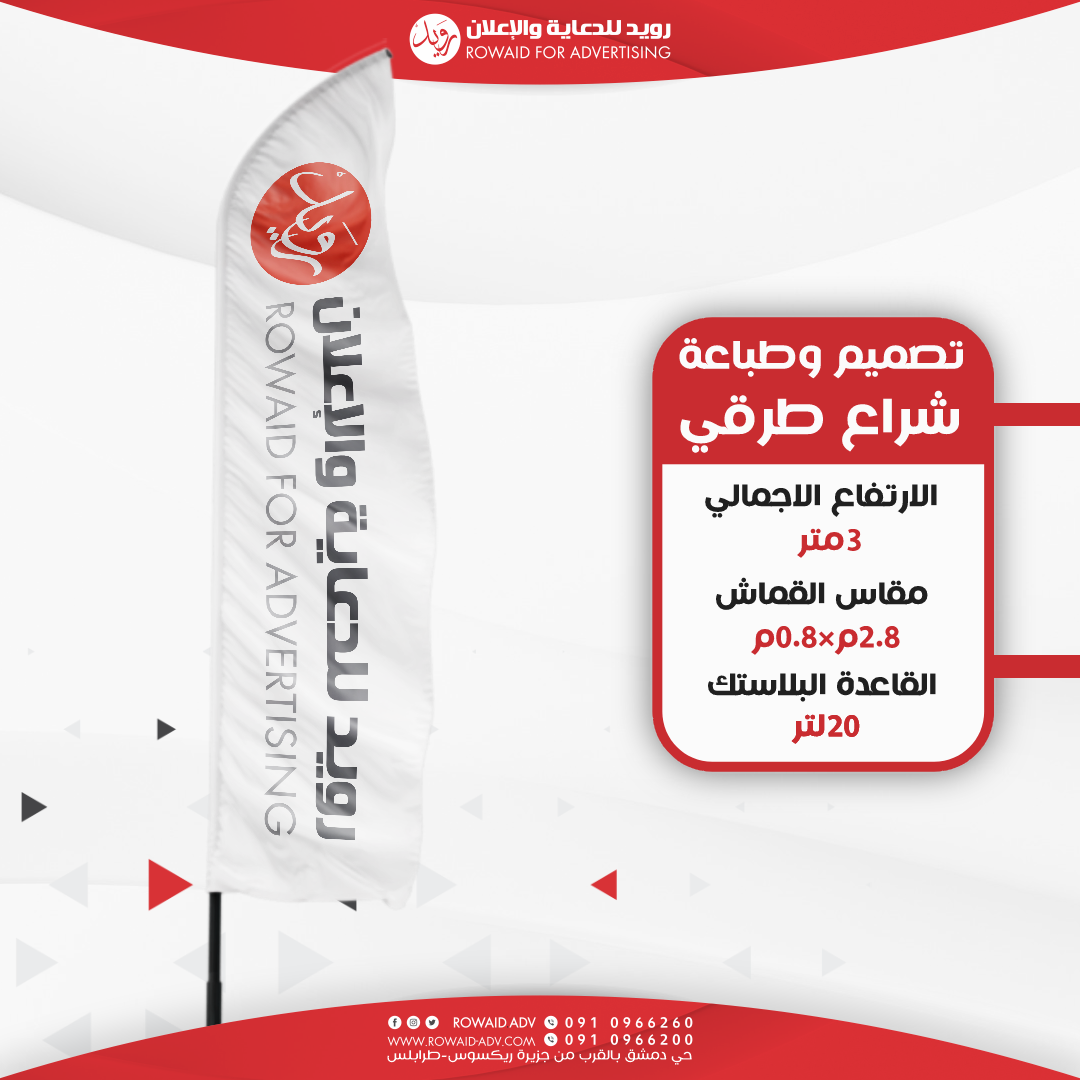 رويد للدعاية والإعلان
ROWAID FOR ADVERTISING
رويد
رويد
رويد للدعاية والإعلان
ROWAID FOR ADVERTISING
تصميم وطباعة
شراع طرقي
الارتفاع الاجمالي
3متر
مقاس القماش
2.8م×0.8م
القاعدة البلاستك
20لتر
ROWAID ADV 091 0966260
WWW.ROWAID-ADV.COM 091 0966200
حي دمشق بالقرب من جزيرة ريكسوس-طرابلس